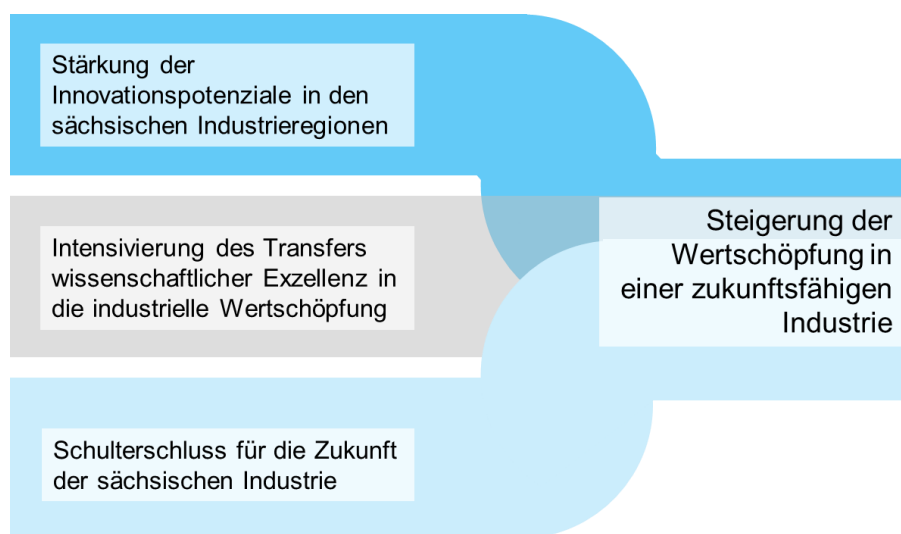 Stärkung der
Innovationspotenziale in den
sächsischen Industrieregionen
Intensivierung des Transfers
wissenschaftlicher Exzellenz in
die industrielle Wertschöpfung
Schulterschluss für die Zukunft
der sächsischen Industrie
Steigerung der
Wertschöpfung in
einer zukunftsfähigen
Industrie